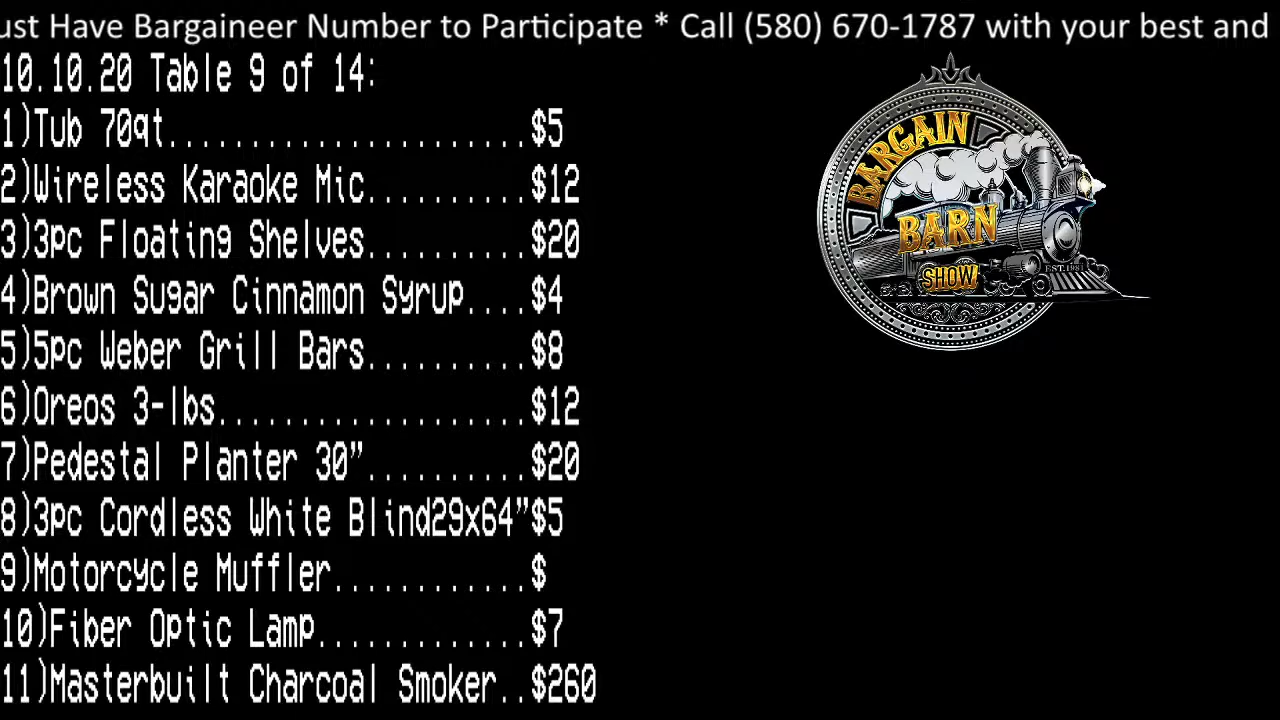 ust Have Bargaineer Number to Participate * Call (580) 670-1787 with your best and
10.10.20 Table 9 of 14:
1)Tub 70qt......................$5
2)Wireless Karaoke Mic..........$12
3)3pc Floating Shelves..........$20
4)Brown Sugar Cinnamon Syrup....$4
5)5pc Weber Grill Bars..........$8
6)Oreos 3-lbs...................$12
7)Pedestal Planter 30”..........$20
8)3pc Cordless White Blind29x64”$5
9)Motorcycle Muffler............$
10)Fiber Optic Lamp.............$7
11)Masterbuilt Charcoal Smoker..$260
BARGAIN
BARN
SHOW